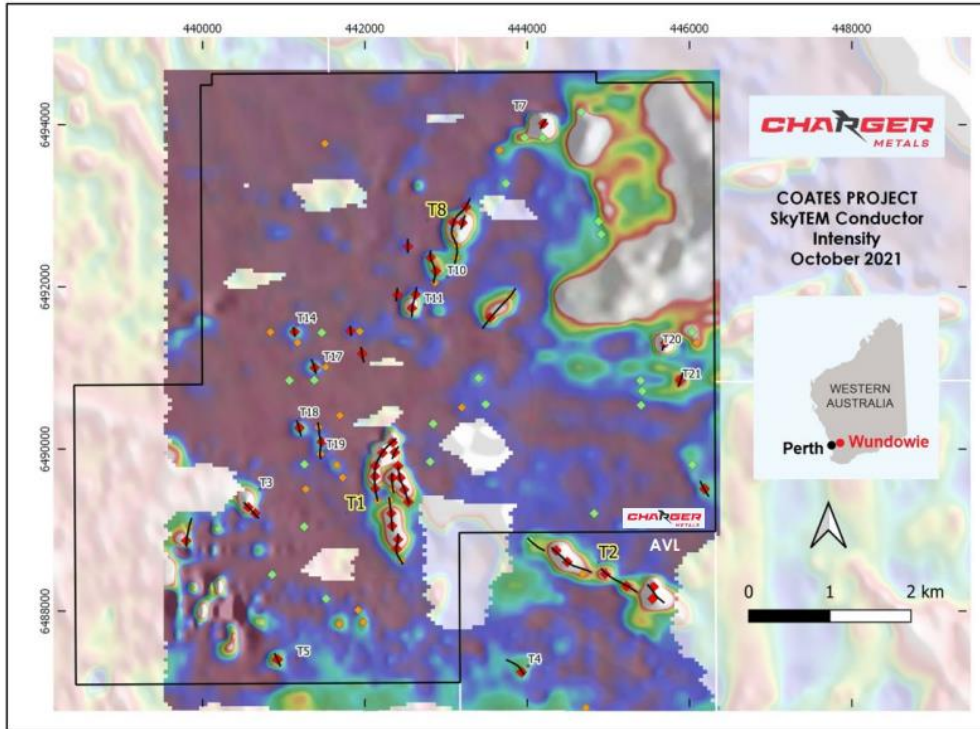 440000
442000
444000
446000
448000
6494000
6492000
6490000
6488000
T7
T8
T10
T11
T14
T17
T18
T19
T20
T21
T3
T1
T2
T5
T4
CHARGER
METALS
AVL
CHARGER
METALS
COATES PROJECT
SkyTEM Conductor
Intensity
October 2021
WESTERN
AUSTRALIA
Perth
Wundowie
0 1 2 km